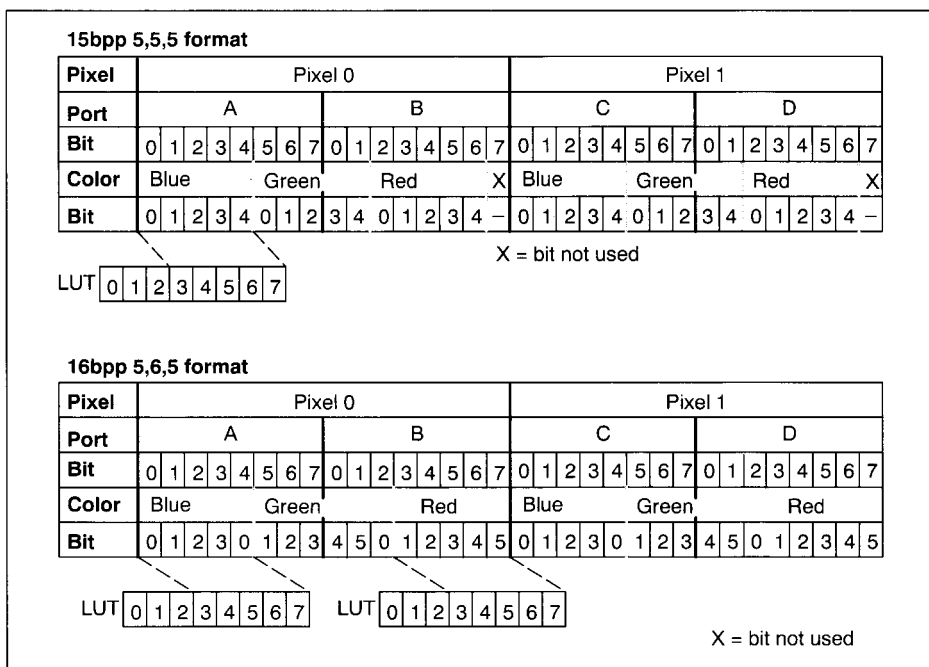 15bpp 5,5,5 format
Pixel Pixel 0 Pixel 1
Port A B C D
Bit 0 1 2 3 4 5 6 7 0 1 2 3 4 5 6 7 0 1 2 3 4 5 6 7 0 1 2 3 4 5 6 7
Color Blue Green Red X Blue Green Red X
Bit 0 1 2 3 4 0 1 2 3 4 0 1 2 3 4 – 0 1 2 3 4 0 1 2 3 4 0 1 2 3 4 –
X = bit not used
LUT 0 1 2 3 4 5 6 7
16bpp 5,6,5 format
Pixel Pixel 0 Pixel 1
Port A B C D
Bit 0 1 2 3 4 5 6 7 0 1 2 3 4 5 6 7 0 1 2 3 4 5 6 7 0 1 2 3 4 5 6 7
Color Blue Green Red Blue Green Red
Bit 0 1 2 3 0 1 2 3 4 5 0 1 2 3 4 5 0 1 2 3 0 1 2 3 4 5 0 1 2 3 4 5
LUT 0 1 2 3 4 5 6 7 LUT 0 1 2 3 4 5 6 7
X = bit not used